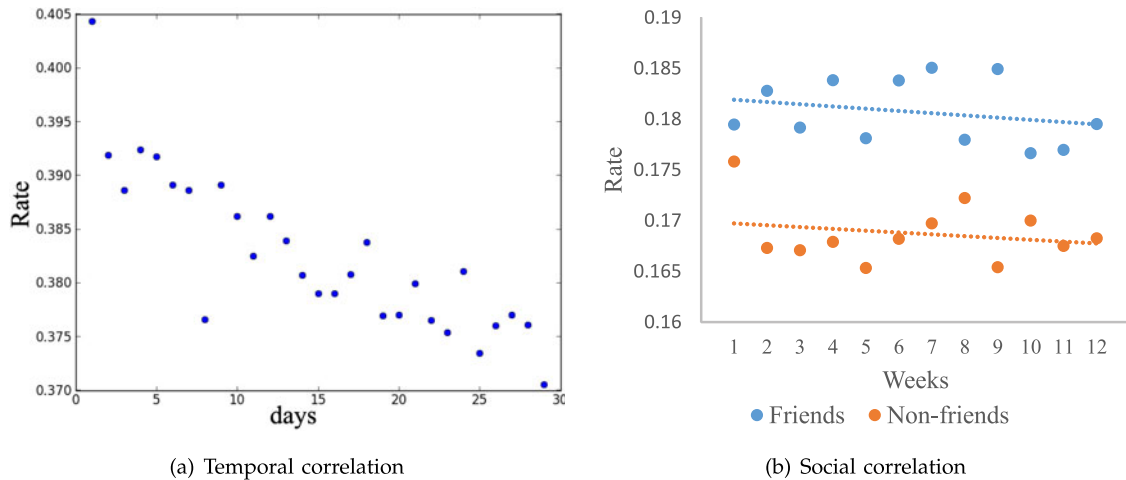 0.405
0.400
0.395
0.390
0.385
0.380
0.375
0.370
Rate
0 5 10 15 20 25 30
days
(a) Temporal correlation
0.19
0.185
0.18
0.175
0.17
0.165
0.16
Rate
1 2 3 4 5 6 7 8 9 10 11 12
Weeks
Friends Non-friends
(b) Social correlation